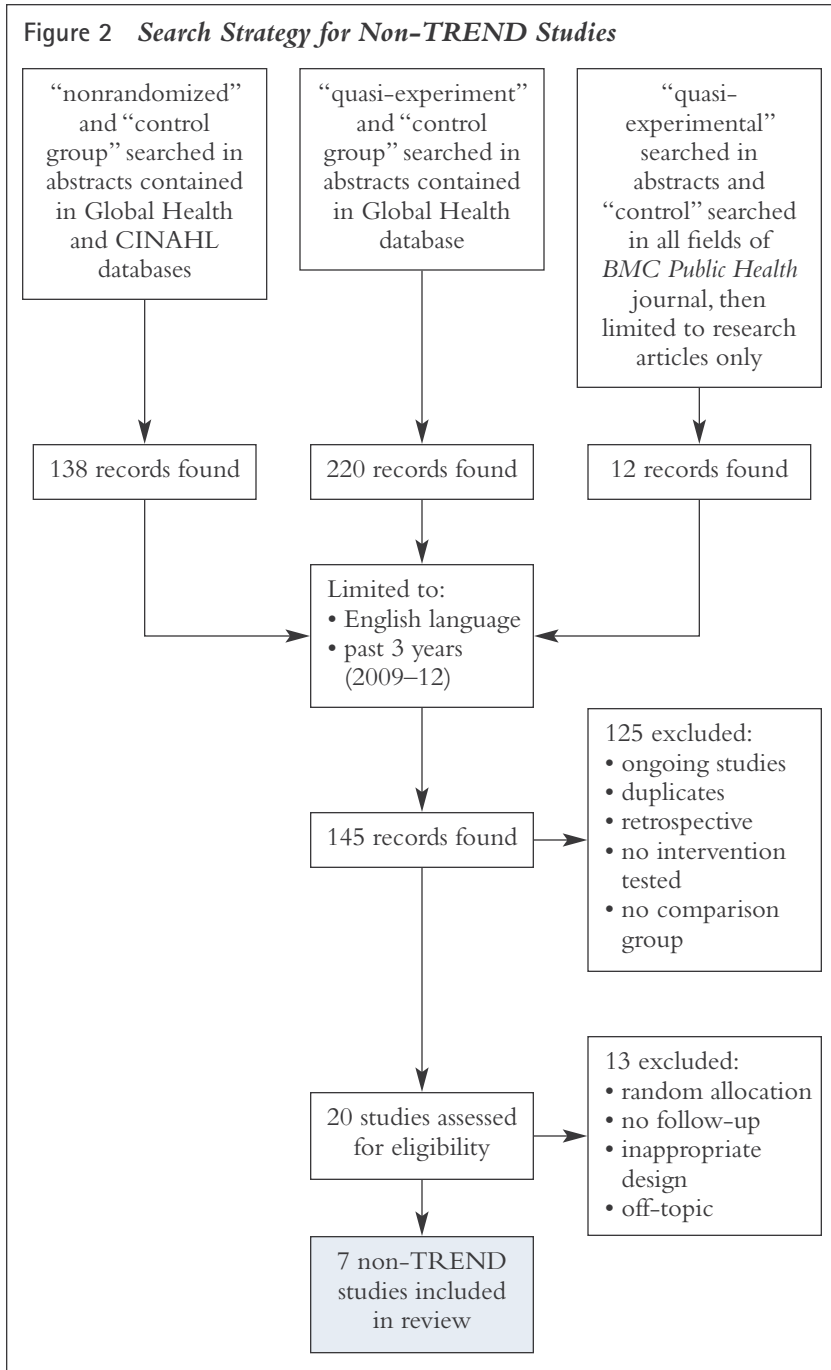 Figure 2 Search Strategy for Non-TREND Studies
“nonrandomized”
and “control
group” searched in
abstracts contained
in Global Health
and CINAHL
databases
“quasi-experiment”
and “control
group” searched in
abstracts contained
in Global Health
database
“quasi-
experimental”
searched in
abstracts and
“control” searched
in all fields of
BMC Public Health
journal, then
limited to research
articles only
138 records found
220 records found
12 records found
Limited to:
• English language
• past 3 years
(2009–12)
145 records found
125 excluded:
• ongoing studies
• duplicates
• retrospective
• no intervention
tested
• no comparison
group
20 studies assessed
for eligibility
13 excluded:
• random allocation
• no follow-up
• inappropriate
design
• off-topic
7 non-TREND
studies included
in review